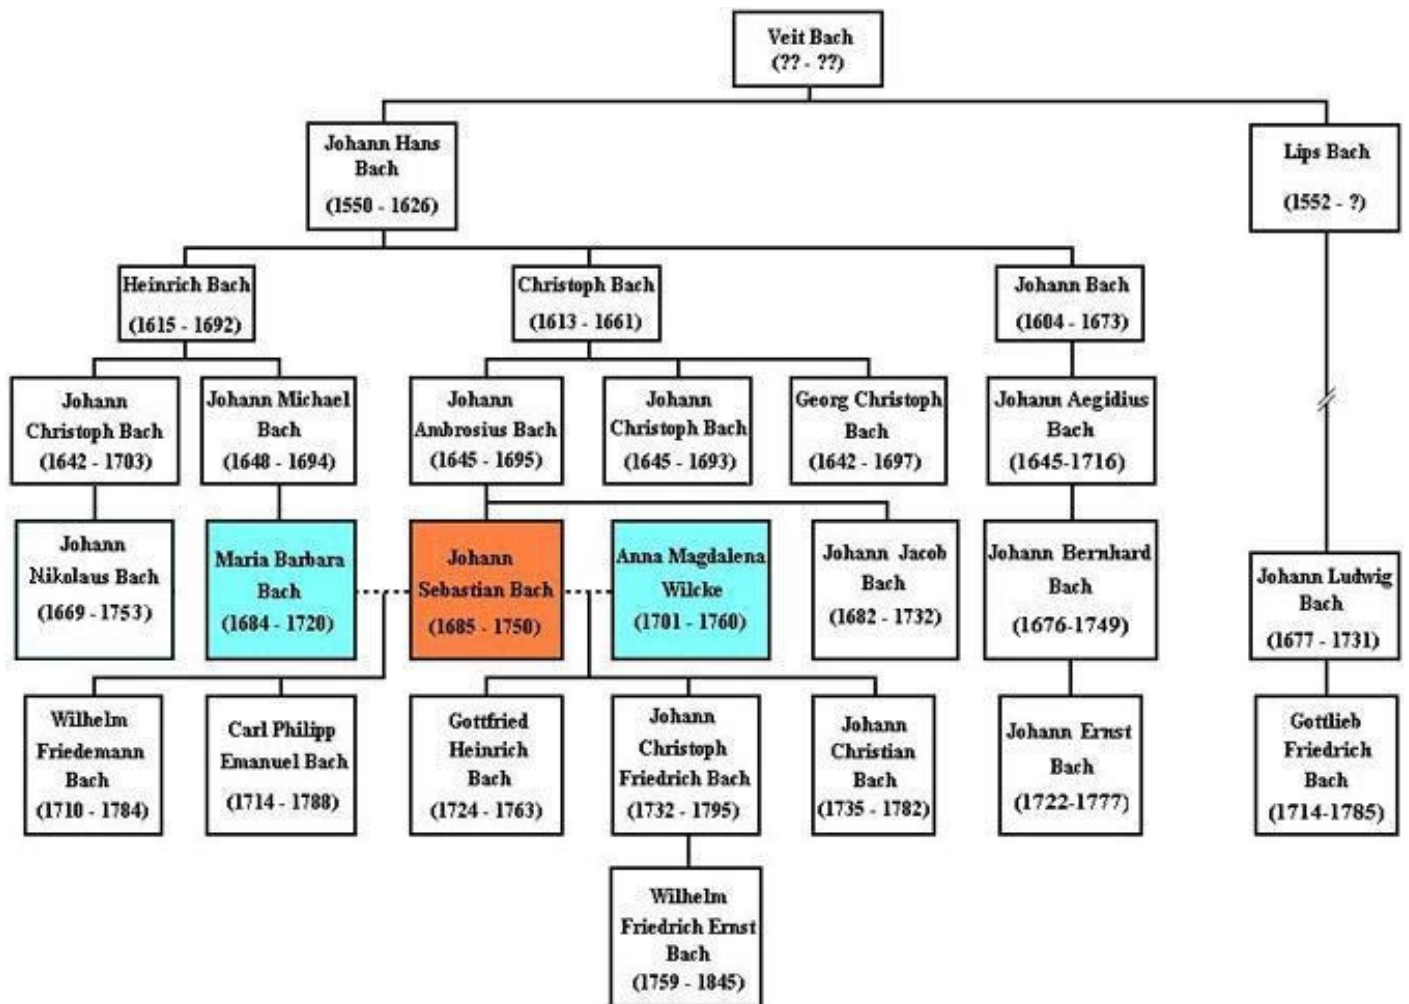 Veit Bach
(?? - ??)
Johann Hans
Bach
(1550 - 1626)
Lips Bach
(1552 - ?)
Heinrich Bach
(1615 - 1692)
Christoph Bach
(1613 - 1661)
Johann Bach
(1604 - 1673)
Johann
Christoph Bach
(1642 - 1703)
Johann Michael
Bach
(1648 - 1694)
Johann
Ambrosius Bach
(1645 - 1695)
Johann
Christoph Bach
(1645 - 1693)
Georg Christoph
Bach
(1642 - 1697)
Johann Aegidius
Bach
(1645-1716)
Johann
Nikolaus Bach
(1669 - 1753)
Maria Barbara
Bach
(1684 - 1720)
Johann
Sebastian Bach
(1685 - 1750)
Anna Magdalena
Wilcke
(1701 - 1760)
Johann Jacob
Bach
(1682 - 1732)
Johann Bernhard
Bach
(1676-1749)
Johann Ludwig
Bach
(1677 - 1731)
Wilhelm
Friedemann
Bach
(1710 - 1784)
Carl Philipp
Emanuel Bach
(1714 - 1788)
Gottfried
Heinrich
Bach
(1724 - 1763)
Johann
Christoph
Friedrich Bach
(1732 - 1795)
Johann
Christian
Bach
(1735 - 1782)
Johann Ernst
Bach
(1722-1777)
Gottlieb
Friedrich
Bach
(1714-1785)
Wilhelm
Friedrich Ernst
Bach
(1759 - 1845)